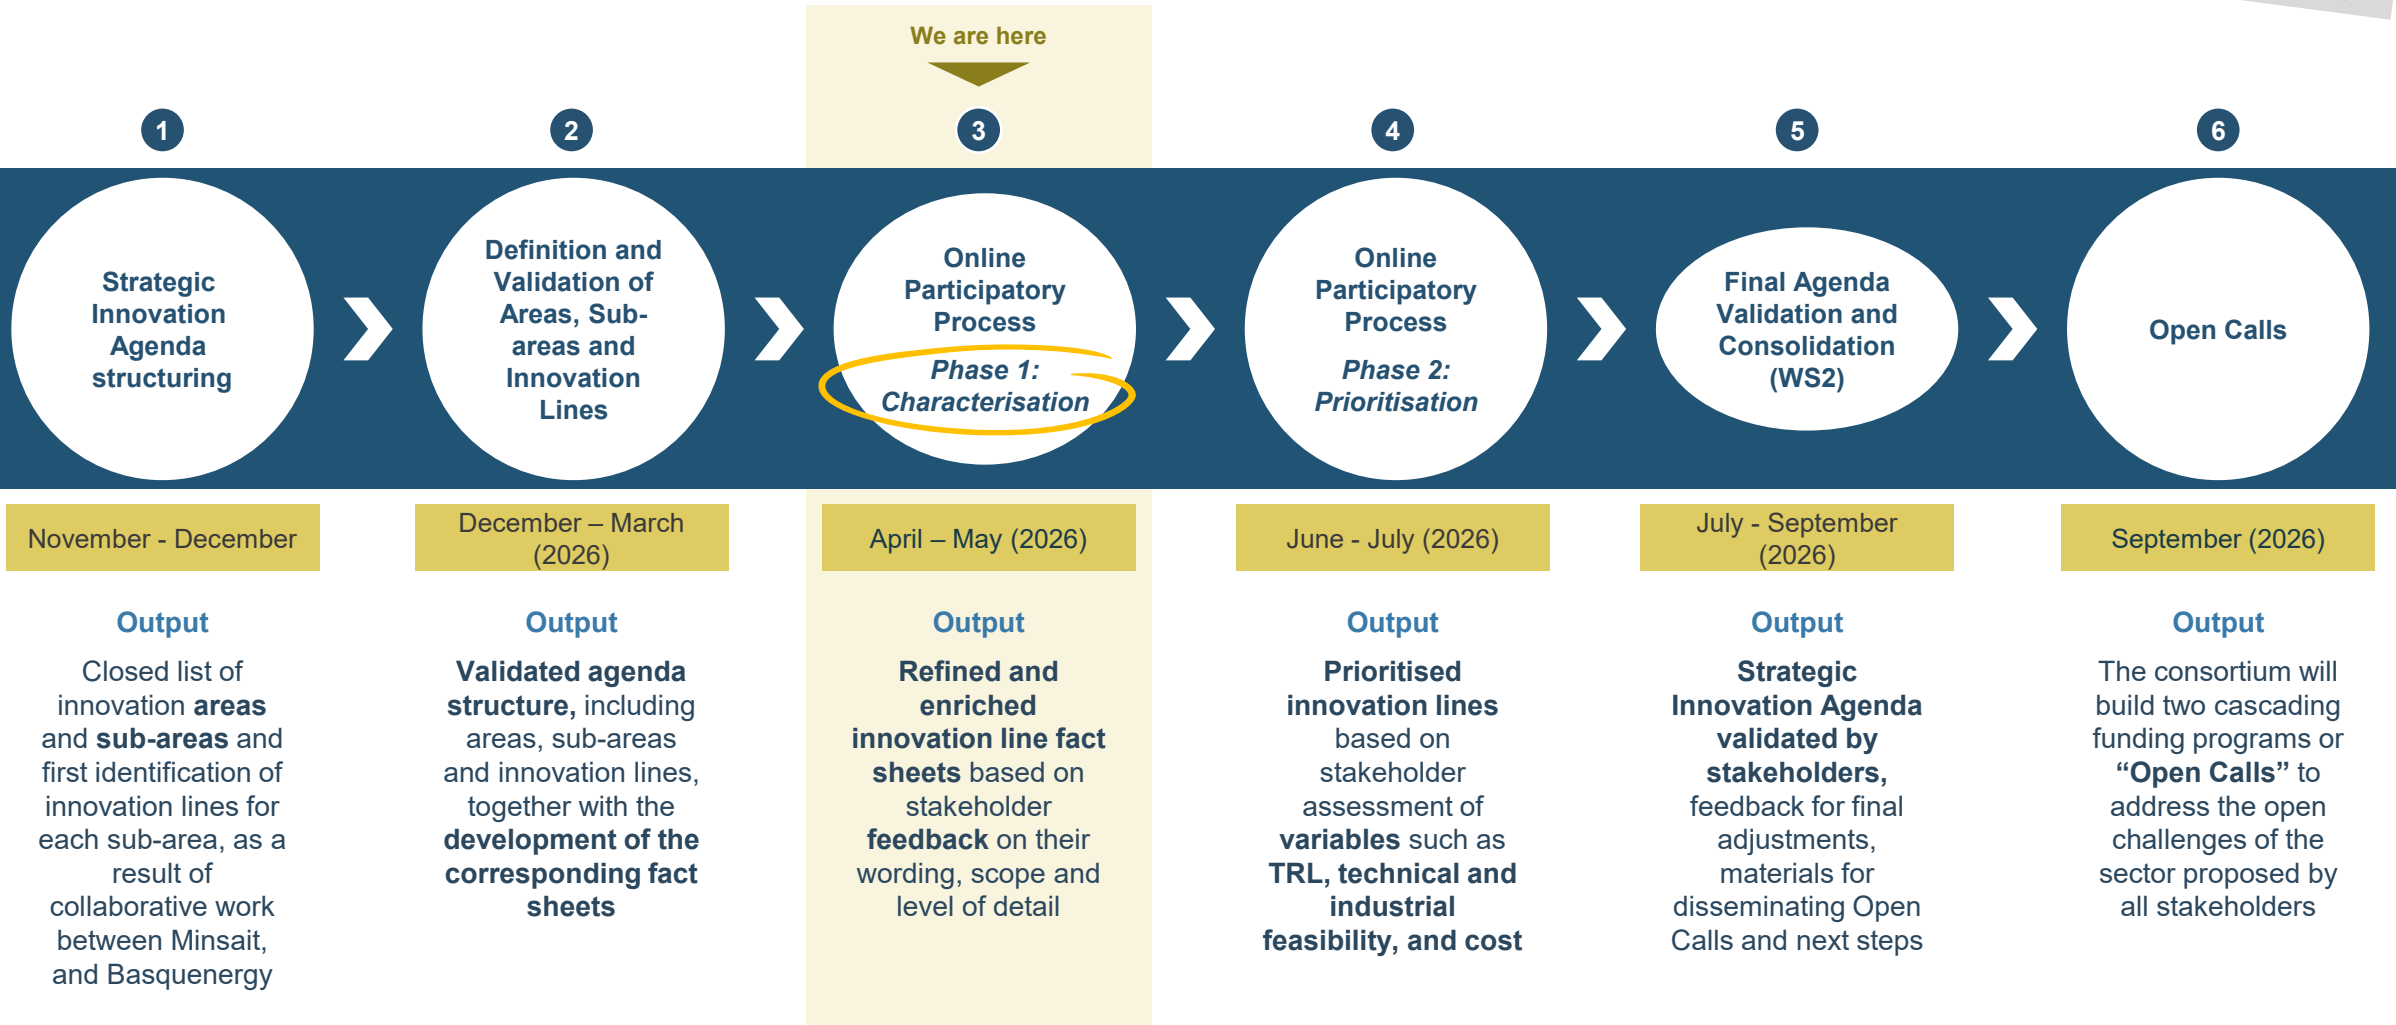 We are here
1
2
3
4
5
6
Strategic
Innovation
Agenda
structuring
Definition and
Validation of
Areas, Sub-
areas and
Innovation
Lines
Online
Participatory
Process
Phase 1:
Characterisation
Online
Participatory
Process
Phase 2:
Prioritisation
Final Agenda
Validation and
Consolidation
(WS2)
Open Calls
November - December
December – March
(2026)
April – May (2026)
June - July (2026)
July - September
(2026)
September (2026)
Output
Closed list of
innovation areas
and sub-areas and
first identification of
innovation lines for
each sub-area, as a
result of
collaborative work
between Minsait,
and Basquenergy
Output
Validated agenda
structure, including
areas, sub-areas
and innovation lines,
together with the
development of the
corresponding fact
sheets
Output
Refined and
enriched
innovation line fact
sheets based on
stakeholder
feedback on their
wording, scope and
level of detail
Output
Prioritised
innovation lines
based on
stakeholder
assessment of
variables such as
TRL, technical and
industrial
feasibility, and cost
Output
Strategic
Innovation Agenda
validated by
stakeholders,
feedback for final
adjustments,
materials for
disseminating Open
Calls and next steps
Output
The consortium will
build two cascading
funding programs or
“Open Calls” to
address the open
challenges of the
sector proposed by
all stakeholders